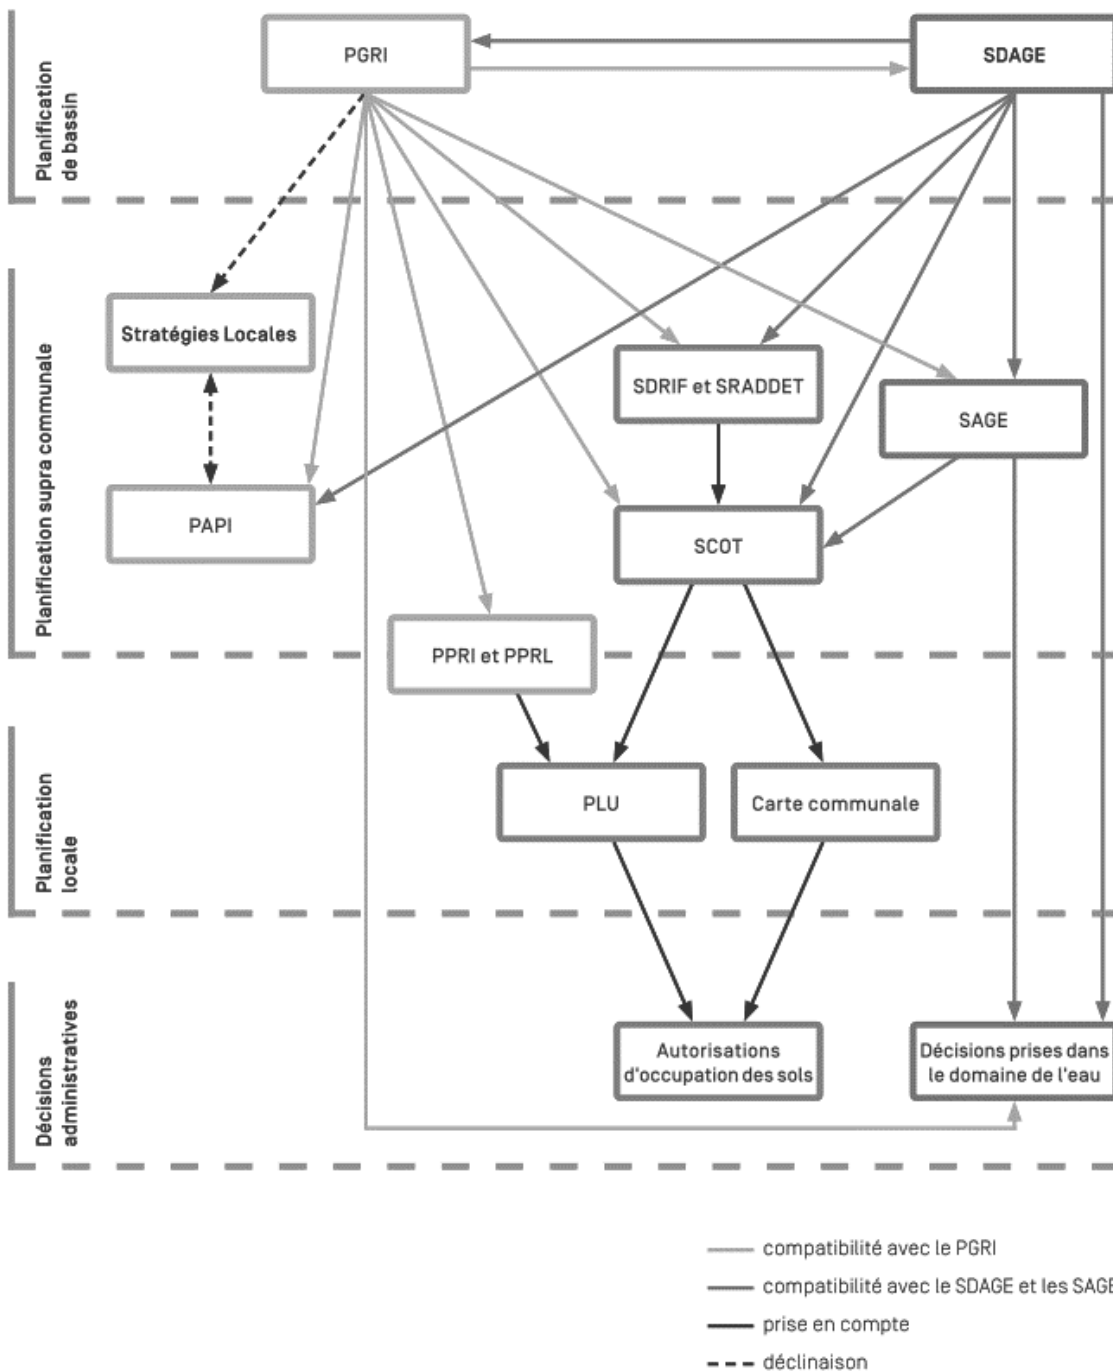 PGRI
SDAGE
Planification
de bassin
Stratégies Locales
SDRIF et SRADDET
SAGE
PAPI
SCOT
Planification supra communale
PPRI et PPRL
PLU
Carte communale
Planification
locale
Autorisations
d'occupation des sols
Décisions prises dans
le domaine de l'eau
Décisions
administratives
compatibilité avec le PGRI
compatibilité avec le SDAGE et les SAGE
prise en compte
déclinaison